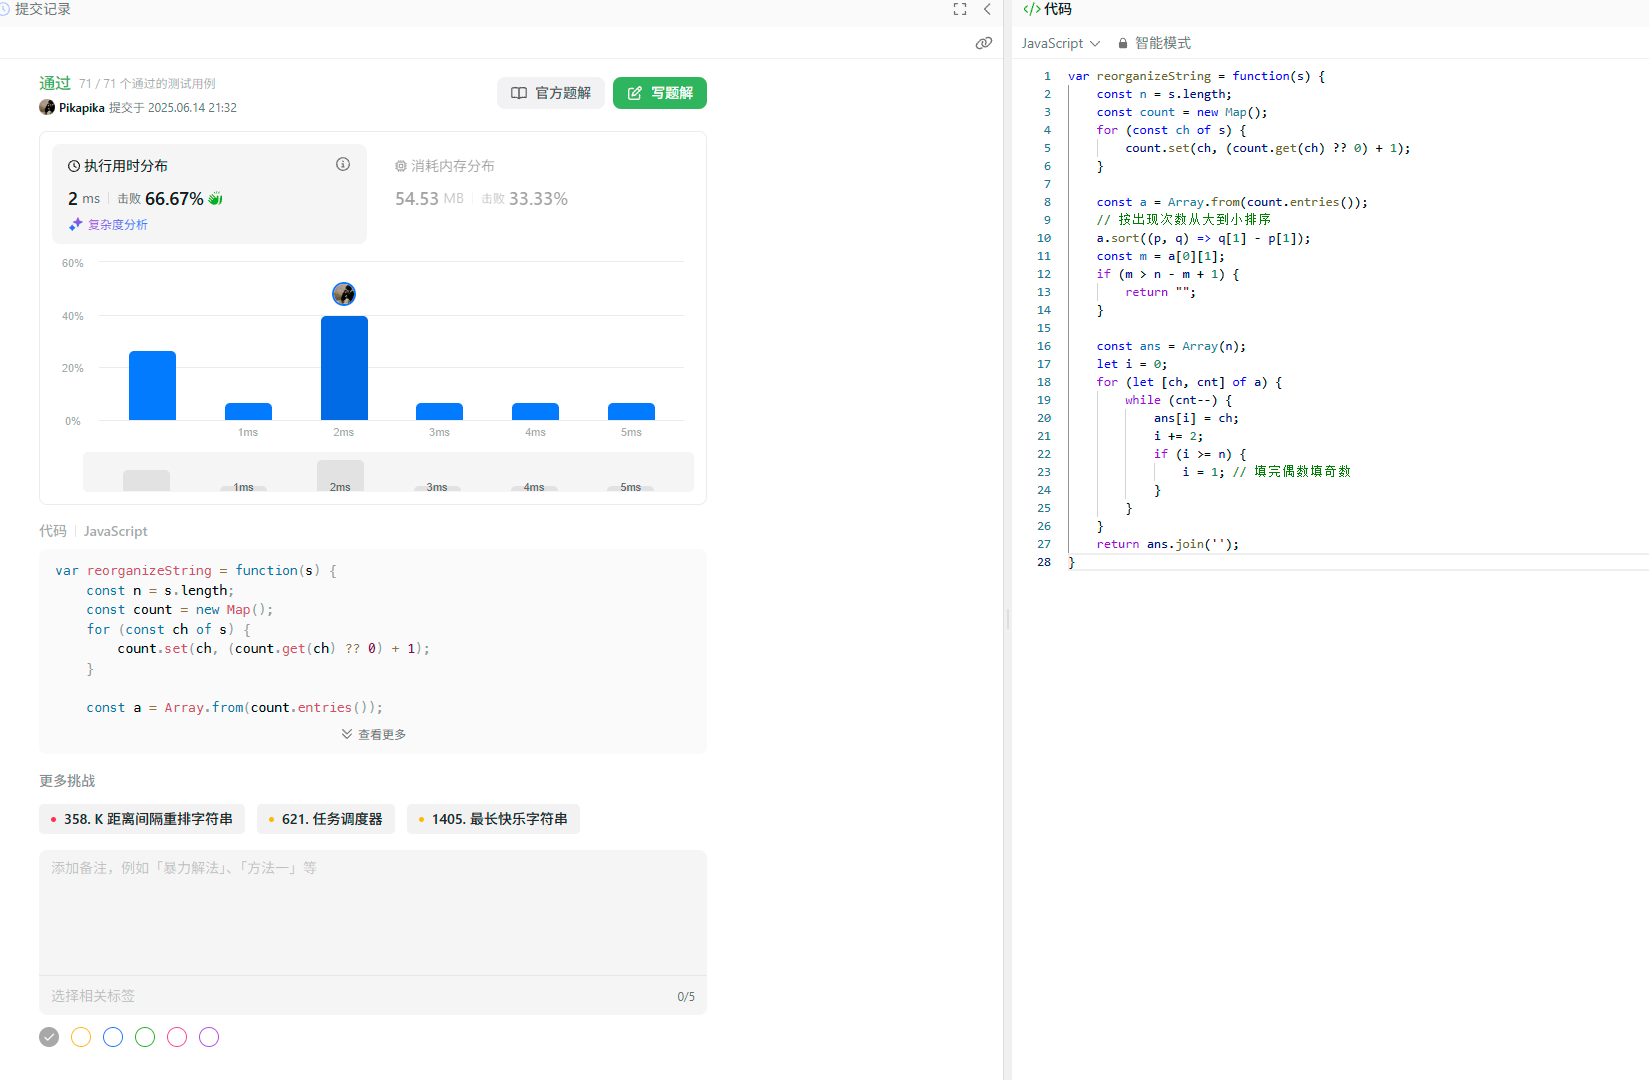 提交记录
通过 71 / 71 个通过的测试用例
Pikapika 提交于 2025.06.14 21:32
官方题解
写题解
执行用时分布
2 ms 击败 66.67%
复杂度分析
消耗内存分布
54.53 MB 击败 33.33%
60%
40%
20%
0%
1ms 2ms 3ms 4ms 5ms
1ms 2ms 3ms 4ms 5ms
代码 JavaScript
var reorganizeString = function(s) {
    const n = s.length;
    const count = new Map();
    for (const ch of s) {
        count.set(ch, (count.get(ch) ?? 0) + 1);
    }
    const a = Array.from(count.entries());
查看更多
更多挑战
358. K 距离间隔重排字符串
621. 任务调度器
1405. 最长快乐字符串
添加备注，例如「暴力解法」、「方法一」等
选择相关标签 0/5
</> 代码
JavaScript 智能模式
1 var reorganizeString = function(s) {
2     const n = s.length;
3     const count = new Map();
4     for (const ch of s) {
5         count.set(ch, (count.get(ch) ?? 0) + 1);
6     }
7
8     const a = Array.from(count.entries());
9     // 按出现次数从大到小排序
10     a.sort((p, q) => q[1] - p[1]);
11     const m = a[0][1];
12     if (m > n - m + 1) {
13         return "";
14     }
15
16     const ans = Array(n);
17     let i = 0;
18     for (let [ch, cnt] of a) {
19         while (cnt--) {
20             ans[i] = ch;
21             i += 2;
22             if (i >= n) {
23                 i = 1; // 填完偶数填奇数
24             }
25         }
26     }
27     return ans.join('');
28 }